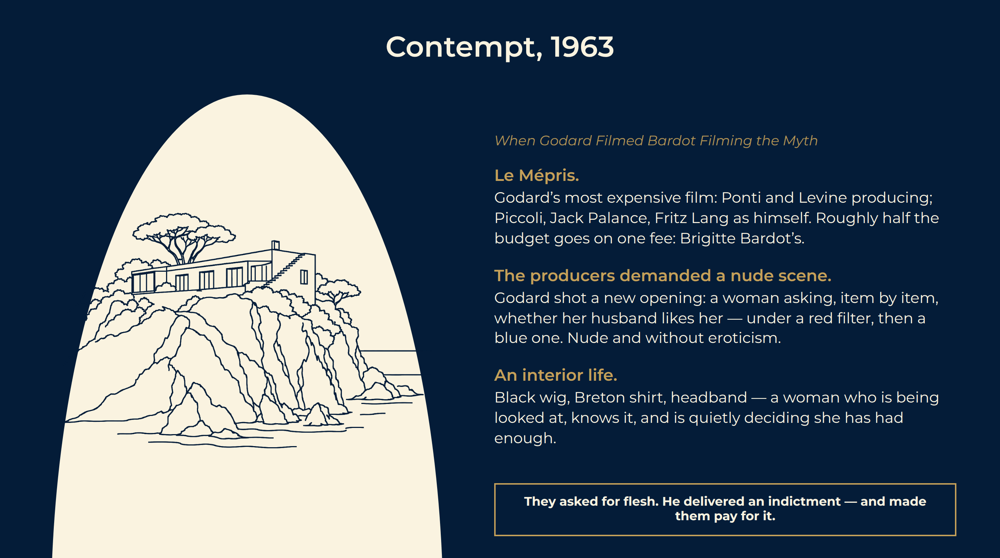 Contempt, 1963
When Godard Filmed Bardot Filming the Myth
Le Mépris.
Godard’s most expensive film: Ponti and Levine producing;
Piccoli, Jack Palance, Fritz Lang as himself. Roughly half the
budget goes on one fee: Brigitte Bardot’s.
The producers demanded a nude scene.
Godard shot a new opening: a woman asking, item by item,
whether her husband likes her — under a red filter, then a
blue one. Nude and without eroticism.
An interior life.
Black wig, Breton shirt, headband — a woman who is being
looked at, knows it, and is quietly deciding she has had
enough.
They asked for flesh. He delivered an indictment — and made
them pay for it.